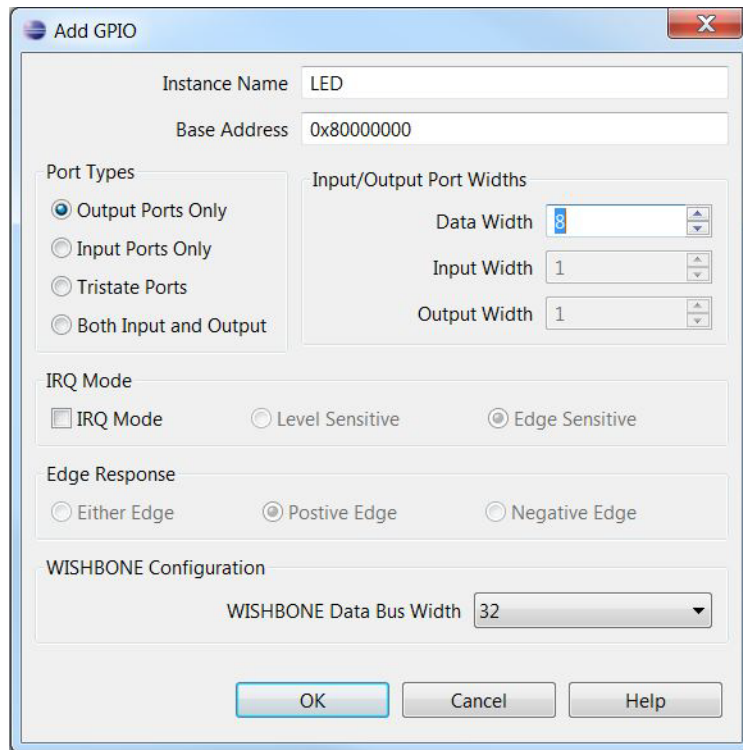 Add GPIO
Instance Name LED
Base Address 0x80000000
Port Types
Output Ports Only
Input Ports Only
Tristate Ports
Both Input and Output
Input/Output Port Widths
Data Width 8
Input Width 1
Output Width 1
IRQ Mode
IRQ Mode Level Sensitive Edge Sensitive
Edge Response
Either Edge Postive Edge Negative Edge
WISHBONE Configuration
WISHBONE Data Bus Width 32
OK Cancel Help